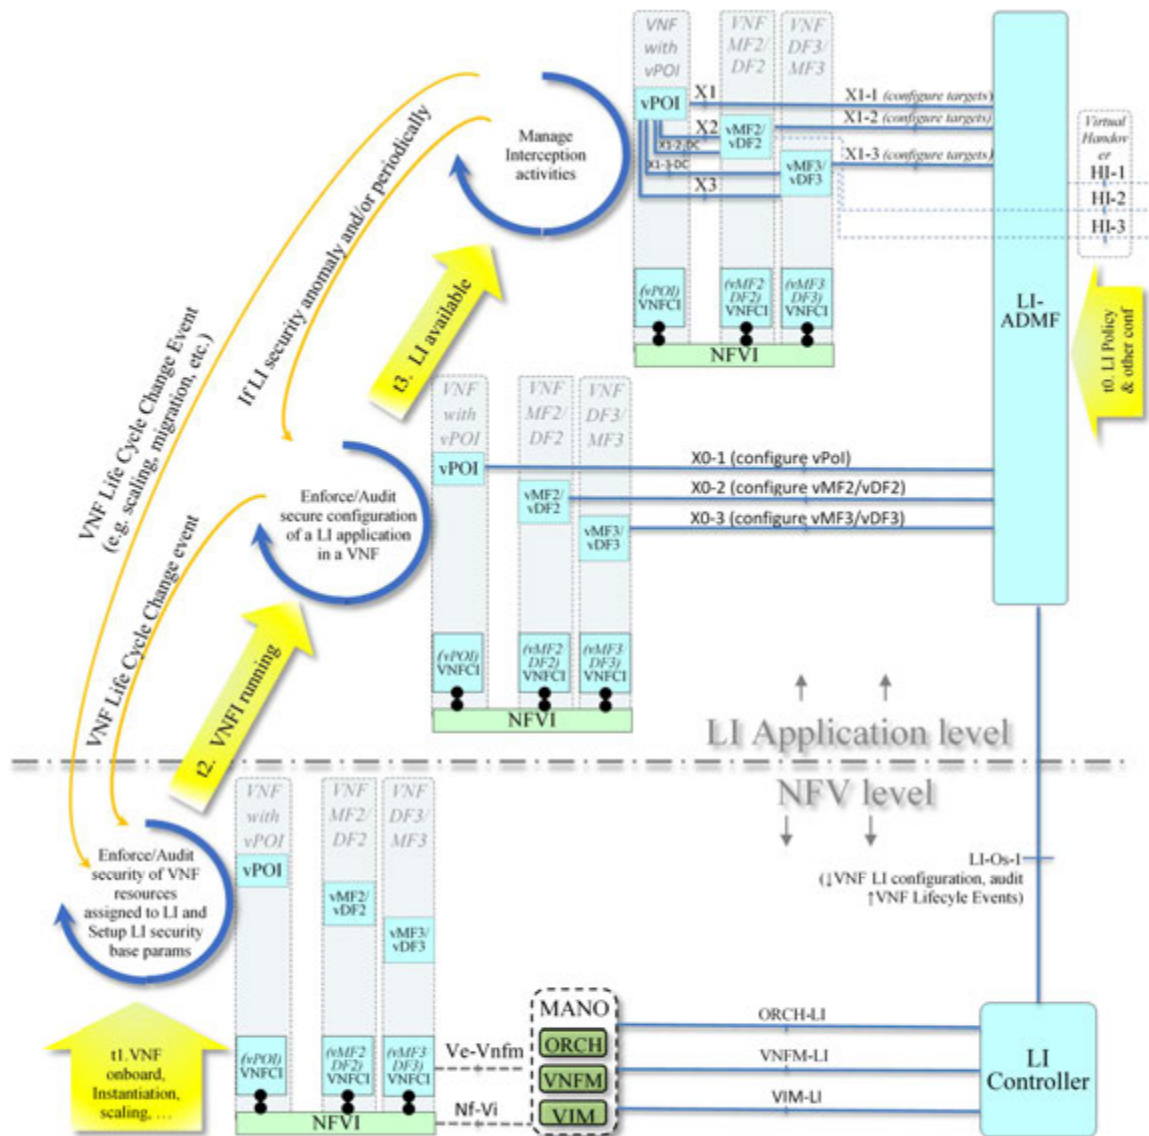 VNF
with
vPOI
VNF
MF2/
DF2
VNF
DF3/
MF3
vPOI
X1
X1-1 (configure targets)
X2
vMF2/
vDF2
X1-2 (configure targets)
X1-2-DC
X1-3-DC
vMF3/
vDF3
X1-3 (configure targets)
X3
Manage
Interception
activities
Virtual
Handov
er
HI-1
HI-2
HI-3
LI-
ADMF
t0. LI Policy
& other conf
(vPOI)
VNFCI
(vMF2
DF2)
VNFCI
(vMF3
DF3)
VNFCI
NFVI
If LI security anomaly and/or periodically
VNF Life Cycle Change Event
(e.g. scaling, migration, etc.)
t3. LI available
VNF
with
vPOI
VNF
MF2/
DF2
VNF
DF3/
MF3
vPOI
X0-1 (configure vPoI)
vMF2/
vDF2
X0-2 (configure vMF2/vDF2)
vMF3/
vDF3
X0-3 (configure vMF3/vDF3)
Enforce/Audit
secure configuration
of a LI application
in a VNF
VNF Life Cycle Change event
t2. VNFI running
(vPOI)
VNFCI
(vMF2
DF2)
VNFCI
(vMF3
DF3)
VNFCI
NFVI
LI Application level
NFV level
LI-Os-1
(↓VNF LI configuration, audit
↑VNF Lifecyle Events)
VNF
with
vPOI
VNF
MF2/
DF2
VNF
DF3/
MF3
vPOI
vMF2/
vDF2
vMF3/
vDF3
Enforce/Audit
security of VNF
resources
assigned to LI and
Setup LI security
base params
t1.VNF
onboard,
Instantiation,
scaling, ...
(vPOI)
VNFCI
(vMF2
DF2)
VNFCI
(vMF3
DF3)
VNFCI
NFVI
Ve-Vnfm
Nf-Vi
MANO
ORCH
VNFM
VIM
ORCH-LI
VNFM-LI
VIM-LI
LI
Controller